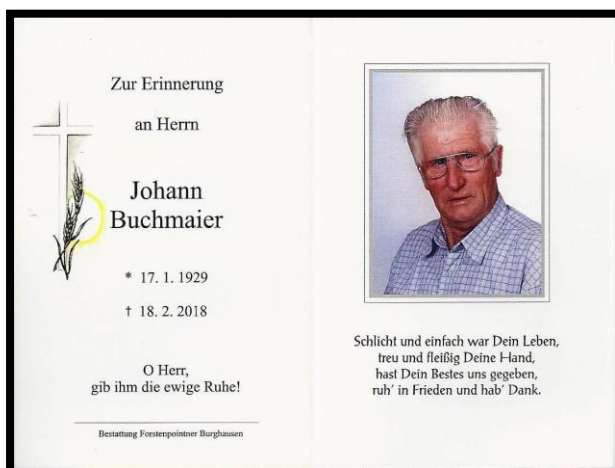 Zur Erinnerung
an Herrn
Johann
Buchmaier
* 17. 1. 1929
† 18. 2. 2018
O Herr,
gib ihm die ewige Ruhe!
Bestattung Forstenpointner Burghausen
Schlicht und einfach war Dein Leben,
treu und fleißig Deine Hand,
hast Dein Bestes uns gegeben,
ruh' in Frieden und hab' Dank.